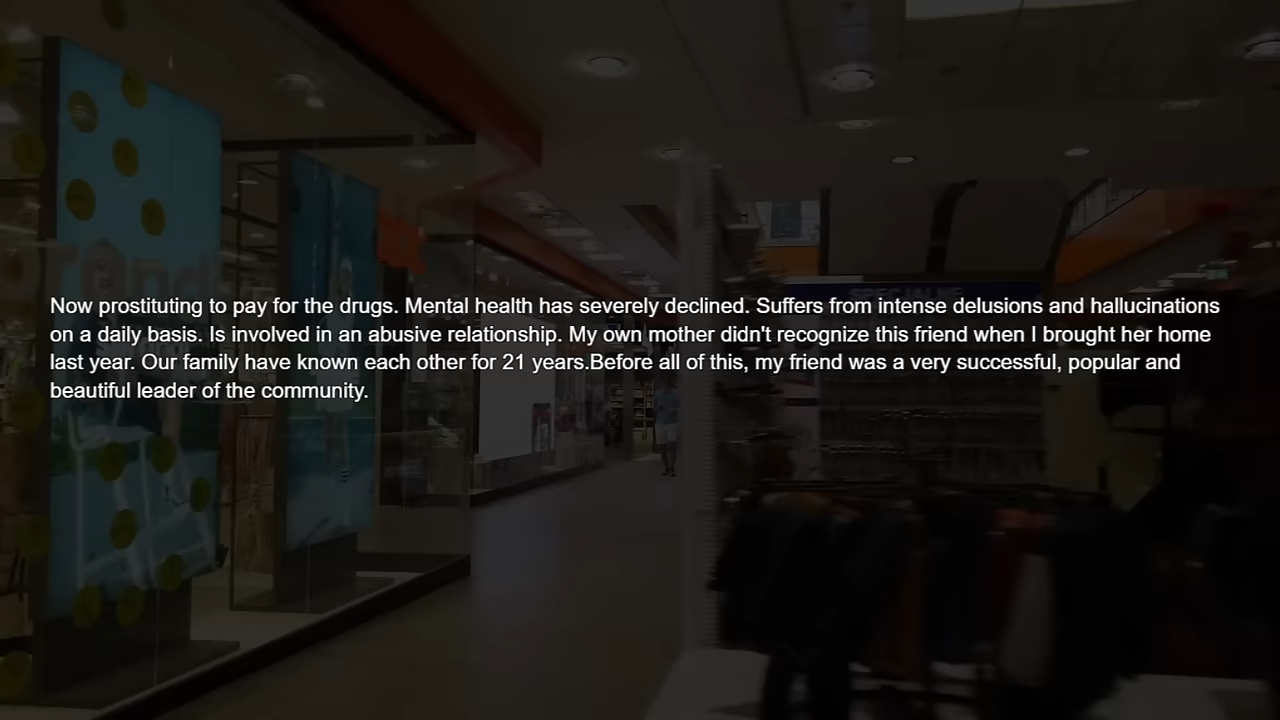 SPECJALNE
Now prostituting to pay for the drugs. Mental health has severely declined. Suffers from intense delusions and hallucinations
on a daily basis. Is involved in an abusive relationship. My own mother didn't recognize this friend when I brought her home
last year. Our family have known each other for 21 years.Before all of this, my friend was a very successful, popular and
beautiful leader of the community.